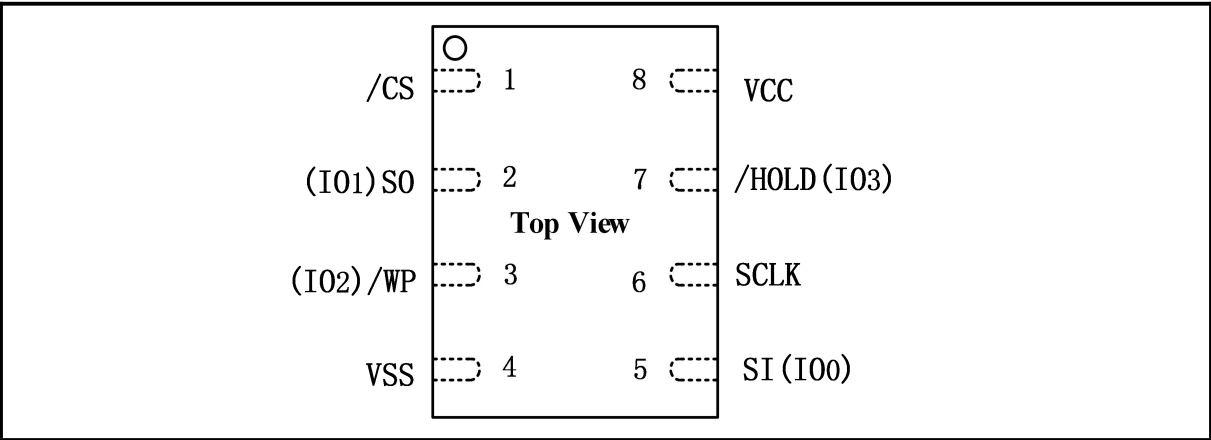 /CS 1 8 VCC
(IO1)SO 2 7 /HOLD(IO3)
Top View
(IO2)/WP 3 6 SCLK
VSS 4 5 SI(IO0)